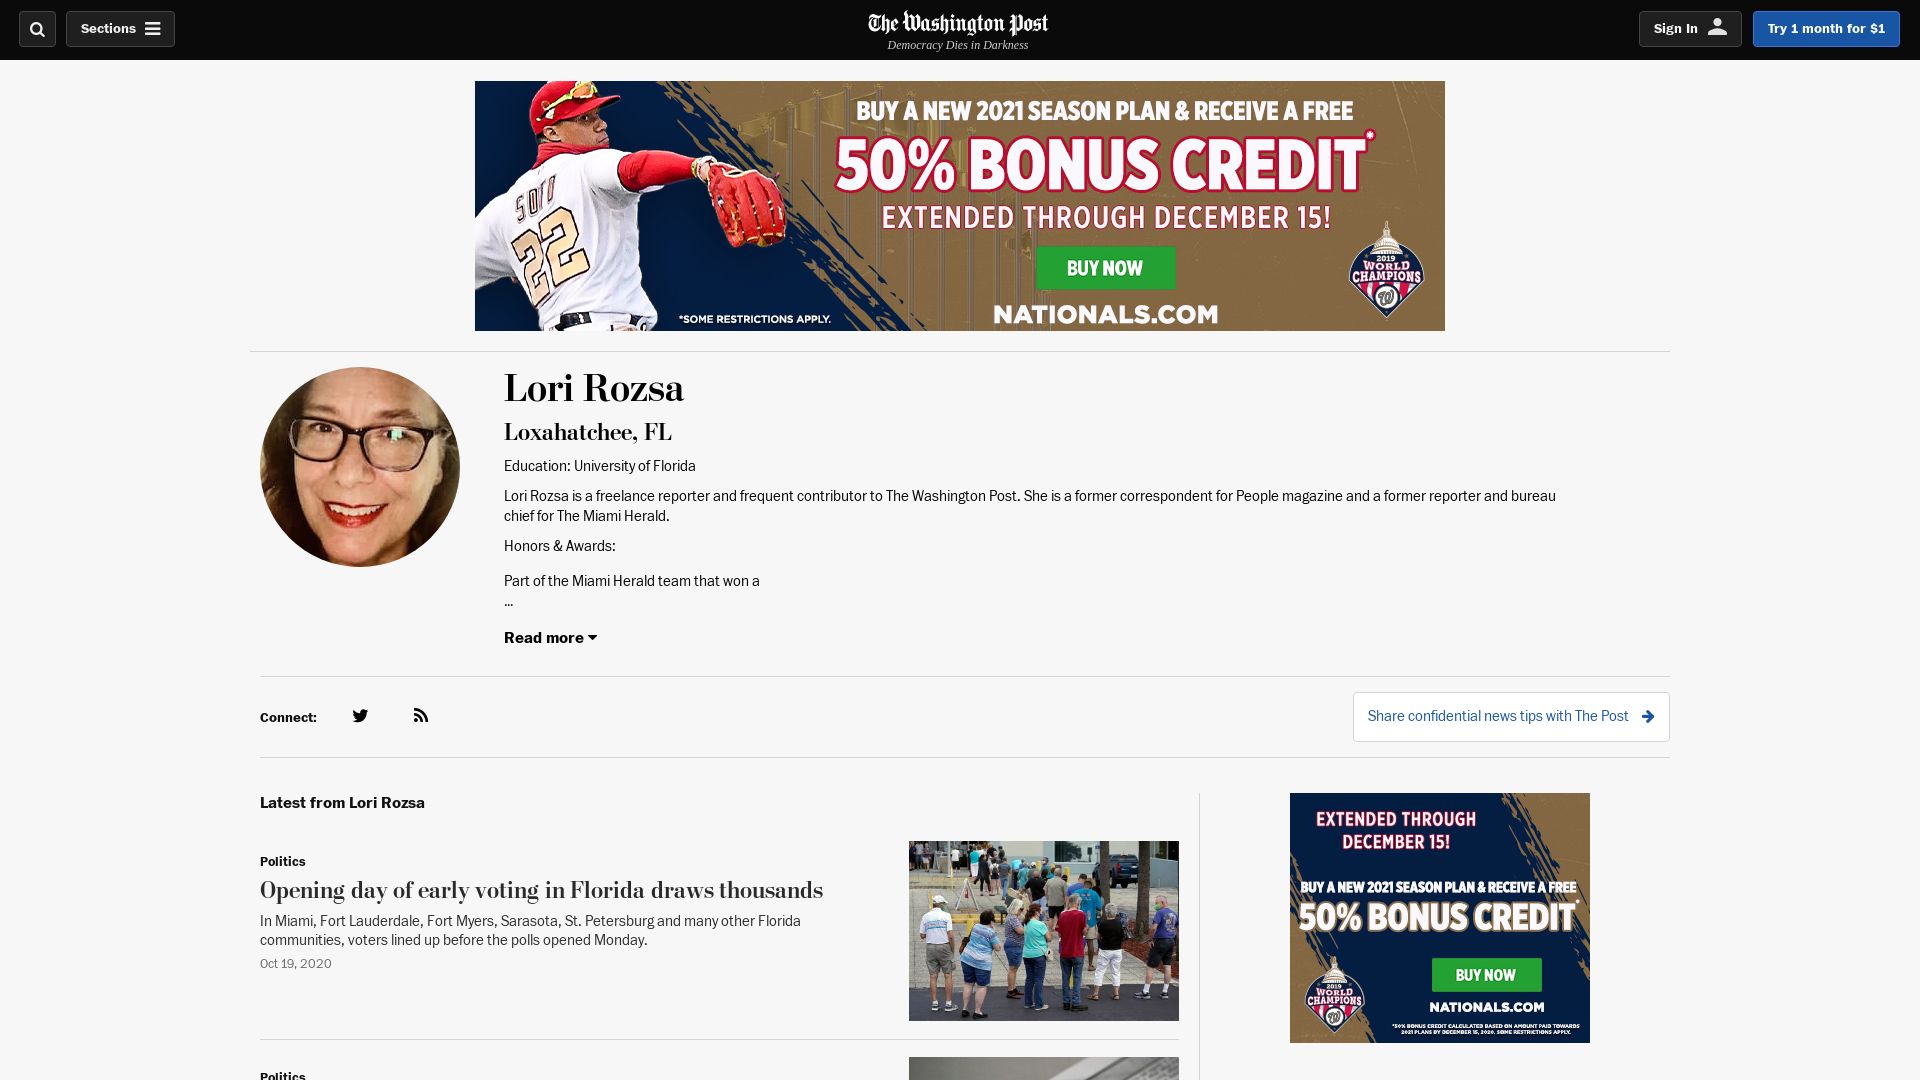 Sections
The Washington Post
Democracy Dies in Darkness
Sign In
Try 1 month for $1
SOTO
22
BUY A NEW 2021 SEASON PLAN & RECEIVE A FREE
50% BONUS CREDIT*
EXTENDED THROUGH DECEMBER 15!
BUY NOW
NATIONALS.COM
*SOME RESTRICTIONS APPLY.
2019
WORLD
CHAMPIONS
W
Lori Rozsa
Loxahatchee, FL
Education: University of Florida
Lori Rozsa is a freelance reporter and frequent contributor to The Washington Post. She is a former correspondent for People magazine and a former reporter and bureau
chief for The Miami Herald.
Honors & Awards:
Part of the Miami Herald team that won a
...
Read more
Connect:
Share confidential news tips with The Post
Latest from Lori Rozsa
Politics
Opening day of early voting in Florida draws thousands
In Miami, Fort Lauderdale, Fort Myers, Sarasota, St. Petersburg and many other Florida
communities, voters lined up before the polls opened Monday.
Oct 19, 2020
Politics
EXTENDED THROUGH
DECEMBER 15!
BUY A NEW 2021 SEASON PLAN & RECEIVE A FREE
50% BONUS CREDIT*
BUY NOW
2019
WORLD
CHAMPIONS
W
NATIONALS.COM
*50% BONUS CREDIT CALCULATED BASED ON AMOUNT PAID TOWARDS
2021 PLANS BY DECEMBER 15, 2020. SOME RESTRICTIONS APPLY.